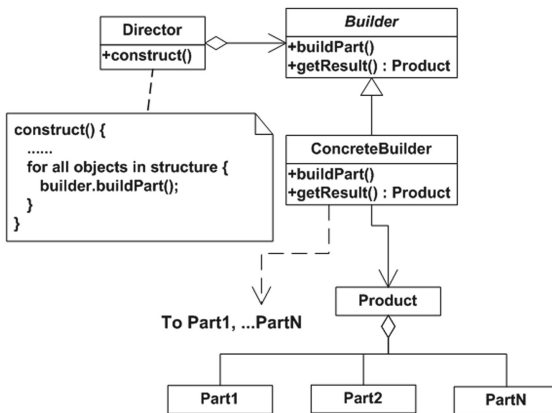 Director
+construct()
Builder
+buildPart()
+getResult() : Product
construct() {
......
for all objects in structure {
builder.buildPart();
}
}
ConcreteBuilder
+buildPart()
+getResult() : Product
To Part1, ...PartN
Product
Part1
Part2
PartN